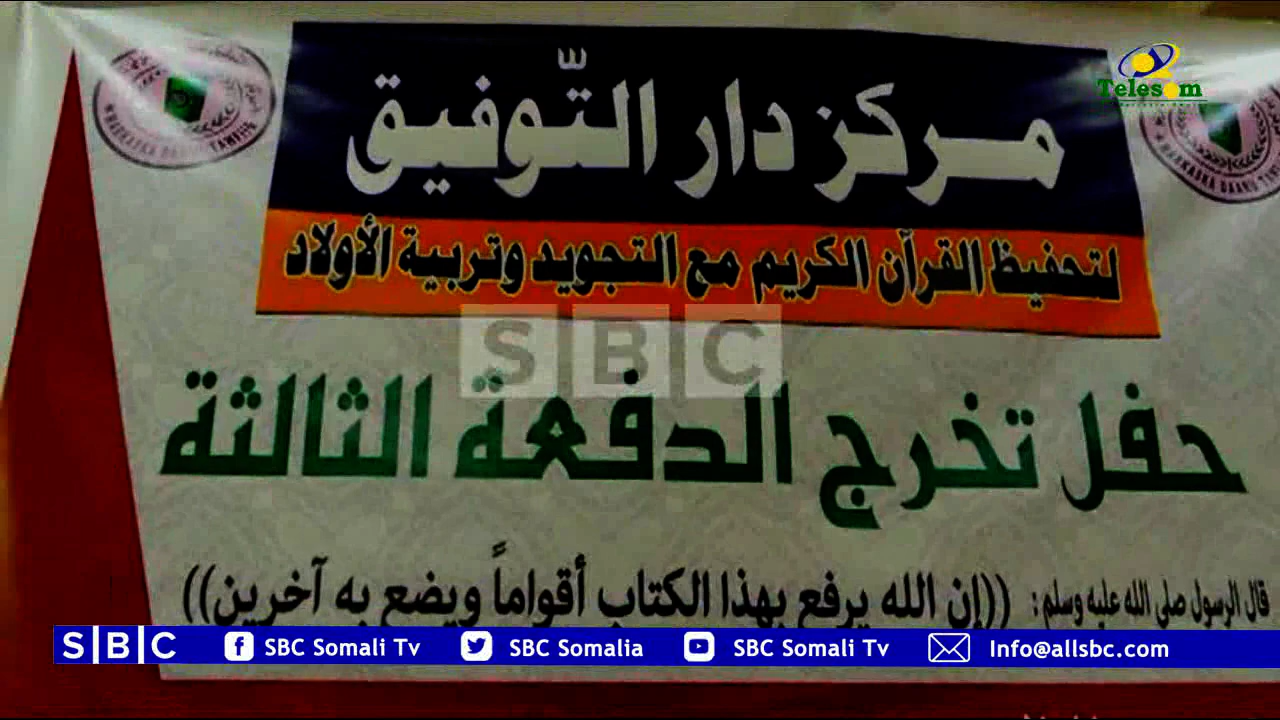 Telesom
مركز دار التّوفيق
لتحفيظ القرآن الكريم مع التجويد وتربية الأولاد
SBC
حفل تخرج الدفعة الثالثة
قال الرسول صلى الله عليه وسلم : ((إن الله يرفع بهذا الكتاب أقواماً ويضع به آخرين))
SBC SBC Somali Tv SBC Somalia SBC Somali Tv Info@allsbc.com